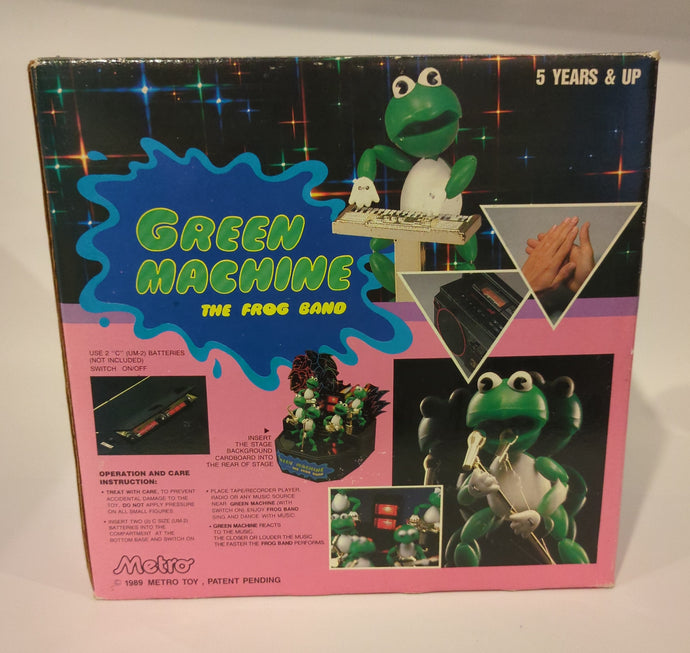 5 YEARS & UP
GREEN
MACHINE
THE FROG BAND
USE 2 "C" (UM-2) BATTERIES
(NOT INCLUDED)
SWITCH ON/OFF
INSERT
THE STAGE
BACKGROUND
CARDBOARD INTO
THE REAR OF STAGE
GREEN MACHINE
THE FROG BAND
OPERATION AND CARE
INSTRUCTION:
• TREAT WITH CARE, TO PREVENT
ACCIDENTAL DAMAGE TO THE
TOY. DO NOT APPLY PRESSURE
ON ALL SMALL FIGURES.
• INSERT TWO (2) C SIZE (UM-2)
BATTERIES INTO THE
COMPARTMENT AT THE
BOTTOM BASE AND SWITCH ON
• PLACE TAPE/RECORDER PLAYER,
RADIO OR ANY MUSIC SOURCE
NEAR GREEN MACHINE (WITH
SWITCH ON) ENJOY FROG BAND
SING AND DANCE WITH MUSIC.
• GREEN MACHINE REACTS
TO THE MUSIC.
THE CLOSER OR LOUDER THE MUSIC
THE FASTER THE FROG BAND PERFORMS.
Metro
© 1989 METRO TOY, PATENT PENDING